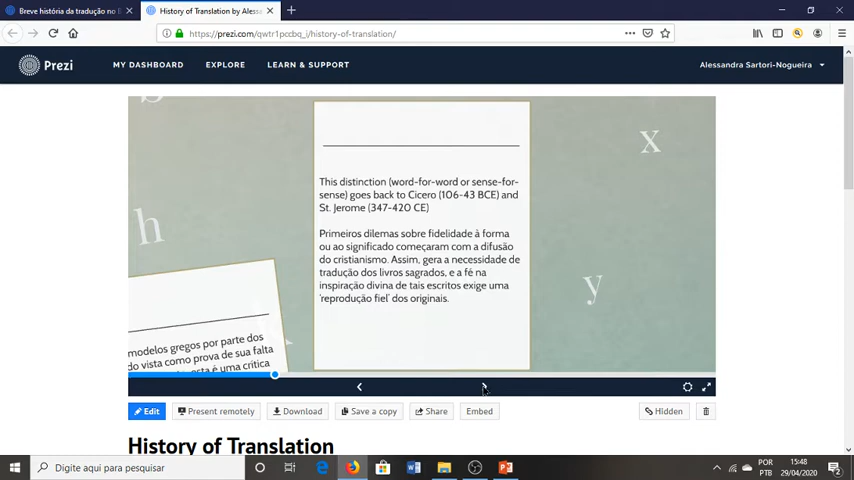 Breve história da tradução no B
History of Translation by Aless
https://prezi.com/qwtr1pccbq_i/history-of-translation/
Prezi
MY DASHBOARD
EXPLORE
LEARN & SUPPORT
Alessandra Sartori-Nogueira
h
x
y
This distinction (word-for-word or sense-for-
sense) goes back to Cicero (106-43 BCE) and
St. Jerome (347-420 CE)
Primeiros dilemas sobre fidelidade à forma
ou ao significado começaram com a difusão
do cristianismo. Assim, gera a necessidade de
tradução dos livros sagrados, e a fé na
inspiração divina de tais escritos exige uma
'reprodução fiel' dos originais.
modelos gregos por parte dos
do vista como prova de sua falta
é uma crítica
Edit
Present remotely
Download
Save a copy
Share
Embed
Hidden
History of Translation
Digite aqui para pesquisar
POR
PTB
15:48
29/04/2020
2